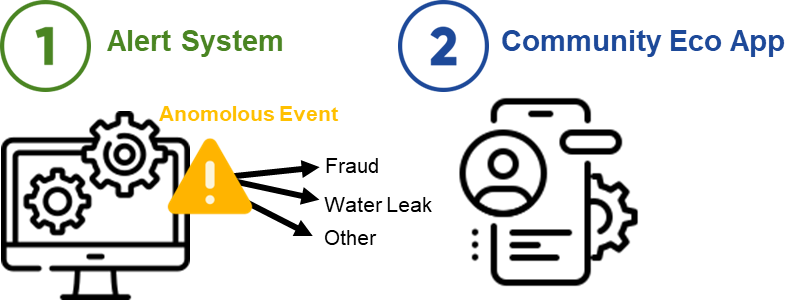 1 Alert System
2 Community Eco App
Anomolous Event
!
Fraud
Water Leak
Other